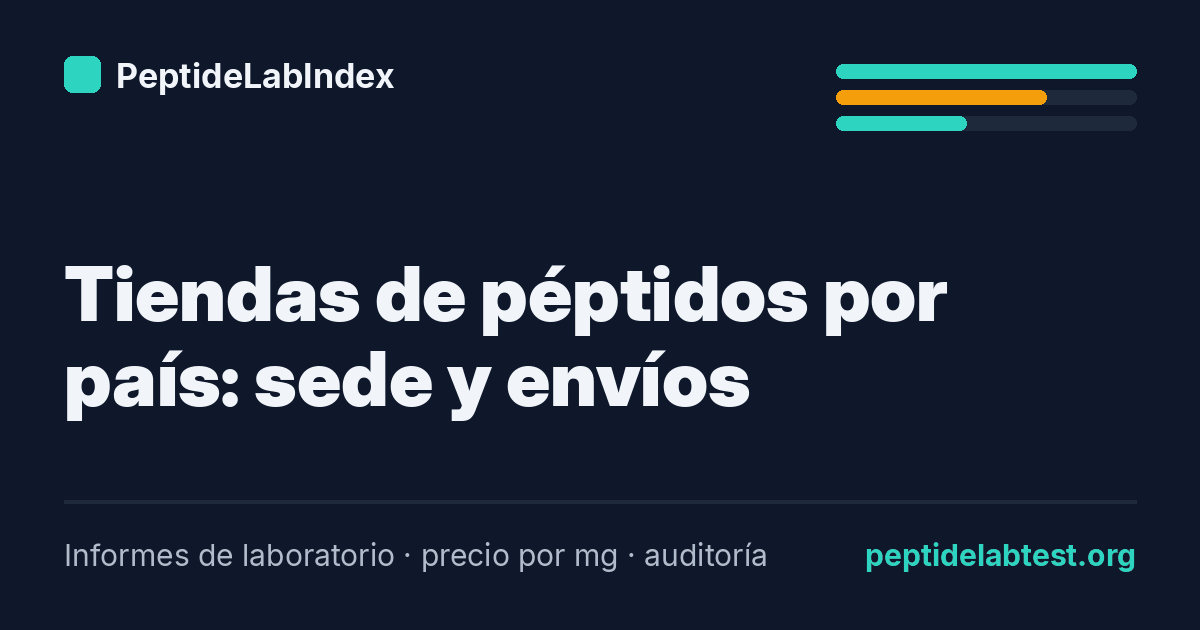 PeptideLabIndex
Tiendas de péptidos por
país: sede y envíos
Informes de laboratorio · precio por mg · auditoría
peptidelabtest.org